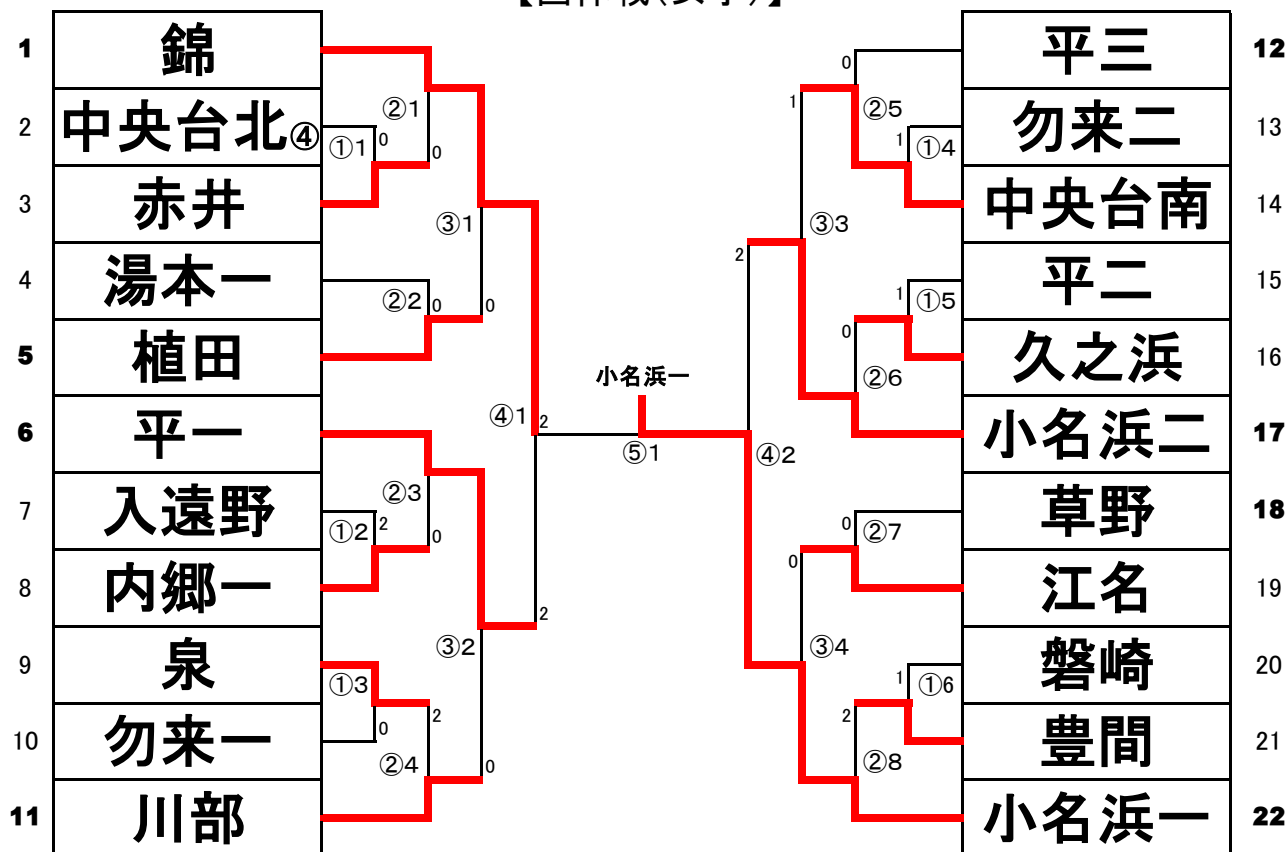 【団体戦(女子)】
1 錦
2 中央台北④
3 赤井
4 湯本一
5 植田
6 平一
7 入遠野
8 内郷一
9 泉
10 勿来一
11 川部
①1 0
②1 0
②2 0
③1 0
①2 2
②3 0
①3 0
②4 2
③2 0
④1 2
2
小名浜一
⑤1
平三 12
勿来二 13
中央台南 14
平二 15
久之浜 16
小名浜二 17
草野 18
江名 19
磐崎 20
豊間 21
小名浜一 22
0 ②5
1 ①4
1 ③3
1 ①5
0 ②6
2 ④2
0 ②7
0 ③4
1 ①6
2 ②8